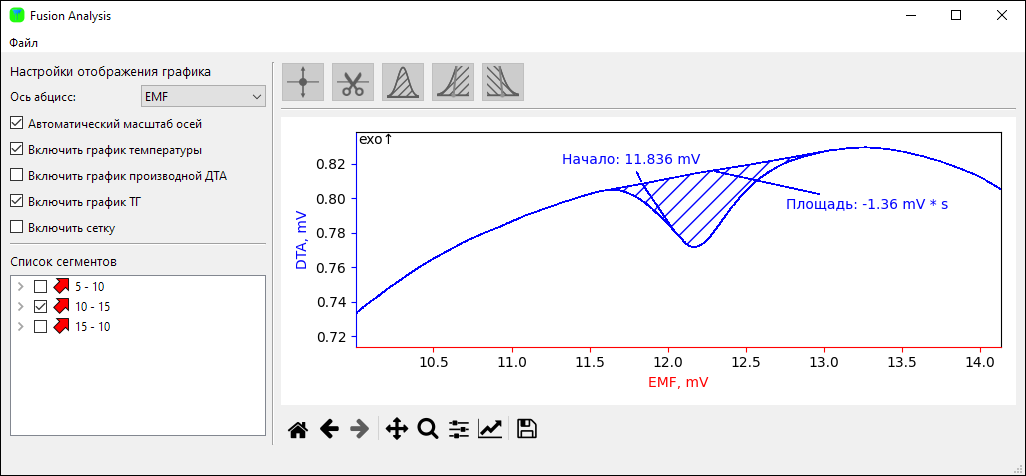 Fusion Analysis
Файл
Настройки отображения графика
Ось абцисс:
EMF
Автоматический масштаб осей
Включить график температуры
Включить график производной ДТА
Включить график ТГ
Включить сетку
Список сегментов
5 - 10
10 - 15
15 - 10
exo↑
Начало: 11.836 mV
Площадь: -1.36 mV * s
DTA, mV
0.82
0.80
0.78
0.76
0.74
0.72
10.5 11.0 11.5 12.0 12.5 13.0 13.5 14.0
EMF, mV